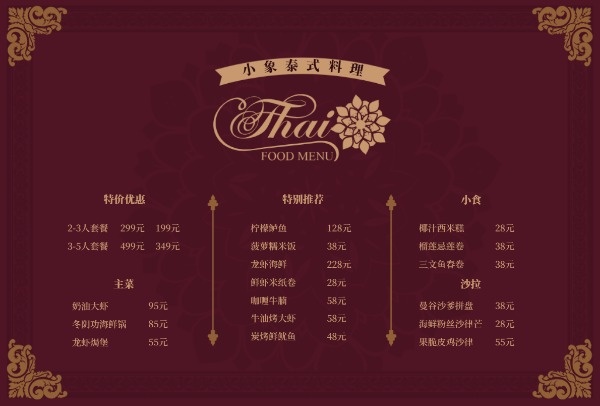 小象泰式料理
Thai
FOOD MENU
特价优惠
2-3人套餐 299元 199元
3-5人套餐 499元 349元
主菜
奶油大虾 95元
冬阴功海鲜锅 85元
龙虾焗堡 55元
特别推荐
柠檬鲈鱼 128元
菠萝糯米饭 38元
龙虾海鲜 228元
鲜虾米纸卷 28元
咖喱牛腩 58元
牛油烤大虾 58元
炭烤鲜鱿鱼 48元
小食
椰汁西米糕 28元
榴莲忌莲卷 38元
三文鱼春卷 38元
沙拉
曼谷沙爹拼盘 38元
海鲜粉丝沙律芒 28元
果脆皮鸡沙律 55元